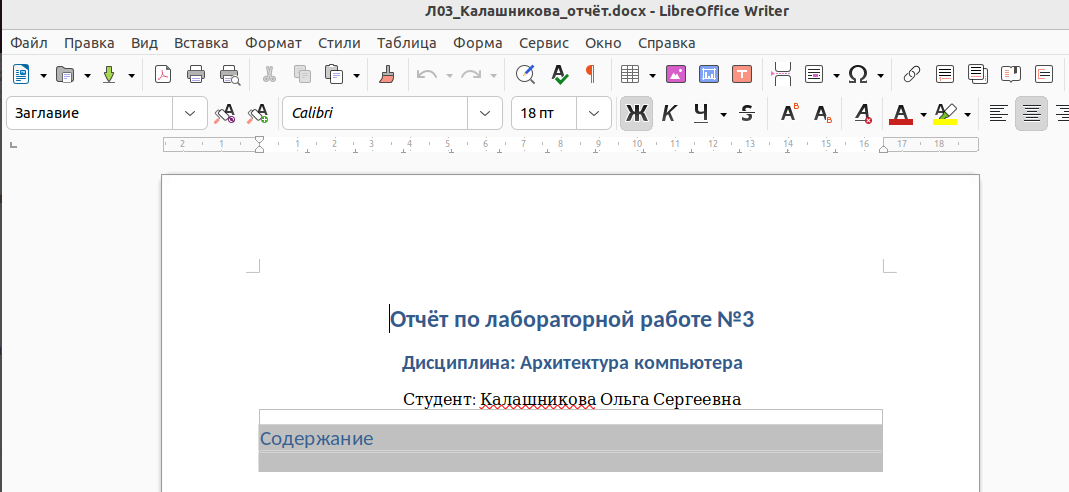 Л03_Калашникова_отчёт.docx - LibreOffice Writer
Файл Правка Вид Вставка Формат Стили Таблица Форма Сервис Окно Справка
Заглавие Calibri 18 пт Ж К Ч S A A A A
2 1 1 2 3 4 5 6 7 8 9 10 11 12 13 14 15 16 17 18
Отчёт по лабораторной работе №3
Дисциплина: Архитектура компьютера
Студент: Калашникова Ольга Сергеевна
Содержание